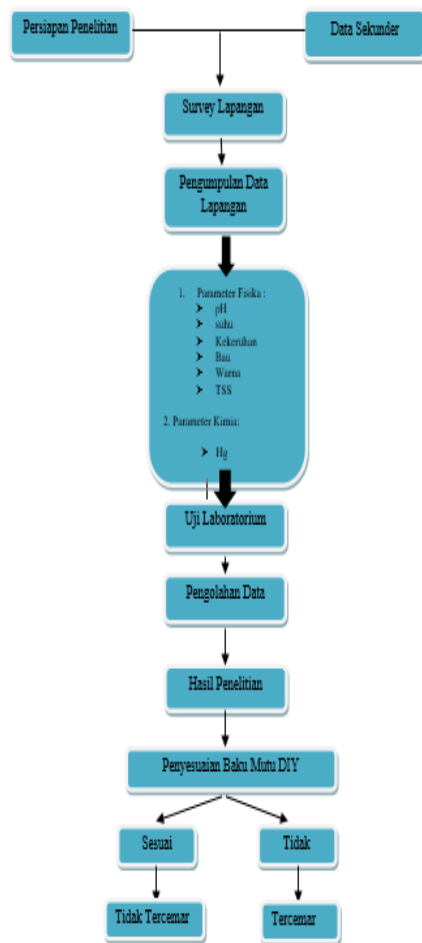 Persiapan Penelitian
Data Sekunder
Survey Lapangan
Pengumpulan Data
Lapangan
1. Parameter Fisika :
➤ pH
➤ suhu
➤ Kekeruhan
➤ Bau
➤ Warna
➤ TSS
2. Parameter Kimia:
➤ Hg
Uji Laboratorium
Pengolahan Data
Hasil Penelitian
Penyesuaian Baku Mutu DIY
Sesuai
Tidak
Tidak Tercemar
Tercemar